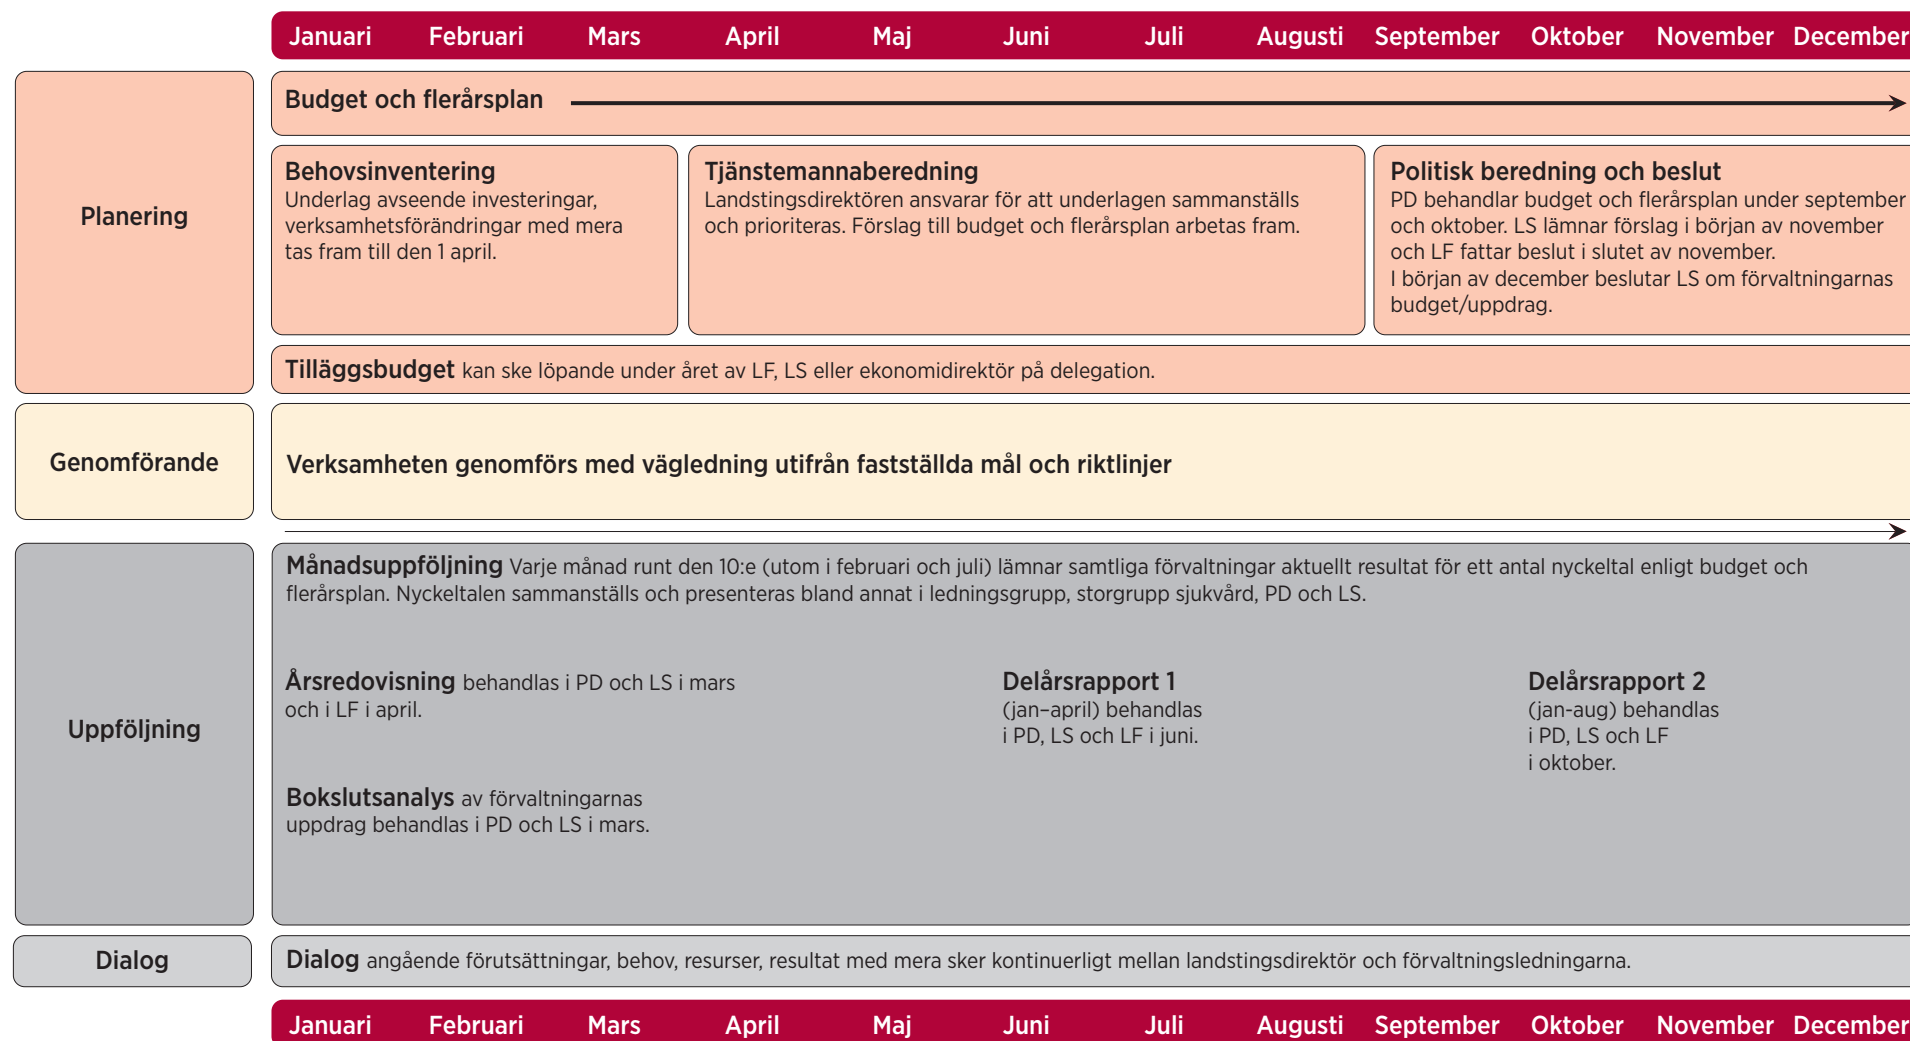 Januari Februari Mars April Maj Juni Juli Augusti September Oktober November December
Planering
Budget och flerårsplan
Behovsinventering
Underlag avseende investeringar,
verksamhetsförändringar med mera
tas fram till den 1 april.
Tjänstemannaberedning
Landstingsdirektören ansvarar för att underlagen sammanställs
och prioriteras. Förslag till budget och flerårsplan arbetas fram.
Politisk beredning och beslut
PD behandlar budget och flerårsplan under september
och oktober. LS lämnar förslag i början av november
och LF fattar beslut i slutet av november.
I början av december beslutar LS om förvaltningarnas
budget/uppdrag.
Tilläggsbudget kan ske löpande under året av LF, LS eller ekonomidirektör på delegation.
Genomförande
Verksamheten genomförs med vägledning utifrån fastställda mål och riktlinjer
Uppföljning
Månadsuppföljning Varje månad runt den 10:e (utom i februari och juli) lämnar samtliga förvaltningar aktuellt resultat för ett antal nyckeltal enligt budget och
flerårsplan. Nyckeltalen sammanställs och presenteras bland annat i ledningsgrupp, storgrupp sjukvård, PD och LS.
Årsredovisning behandlas i PD och LS i mars
och i LF i april.
Delårsrapport 1
(jan–april) behandlas
i PD, LS och LF i juni.
Delårsrapport 2
(jan-aug) behandlas
i PD, LS och LF
i oktober.
Bokslutsanalys av förvaltningarnas
uppdrag behandlas i PD och LS i mars.
Dialog
Dialog angående förutsättningar, behov, resurser, resultat med mera sker kontinuerligt mellan landstingsdirektör och förvaltningsledningarna.
Januari Februari Mars April Maj Juni Juli Augusti September Oktober November December